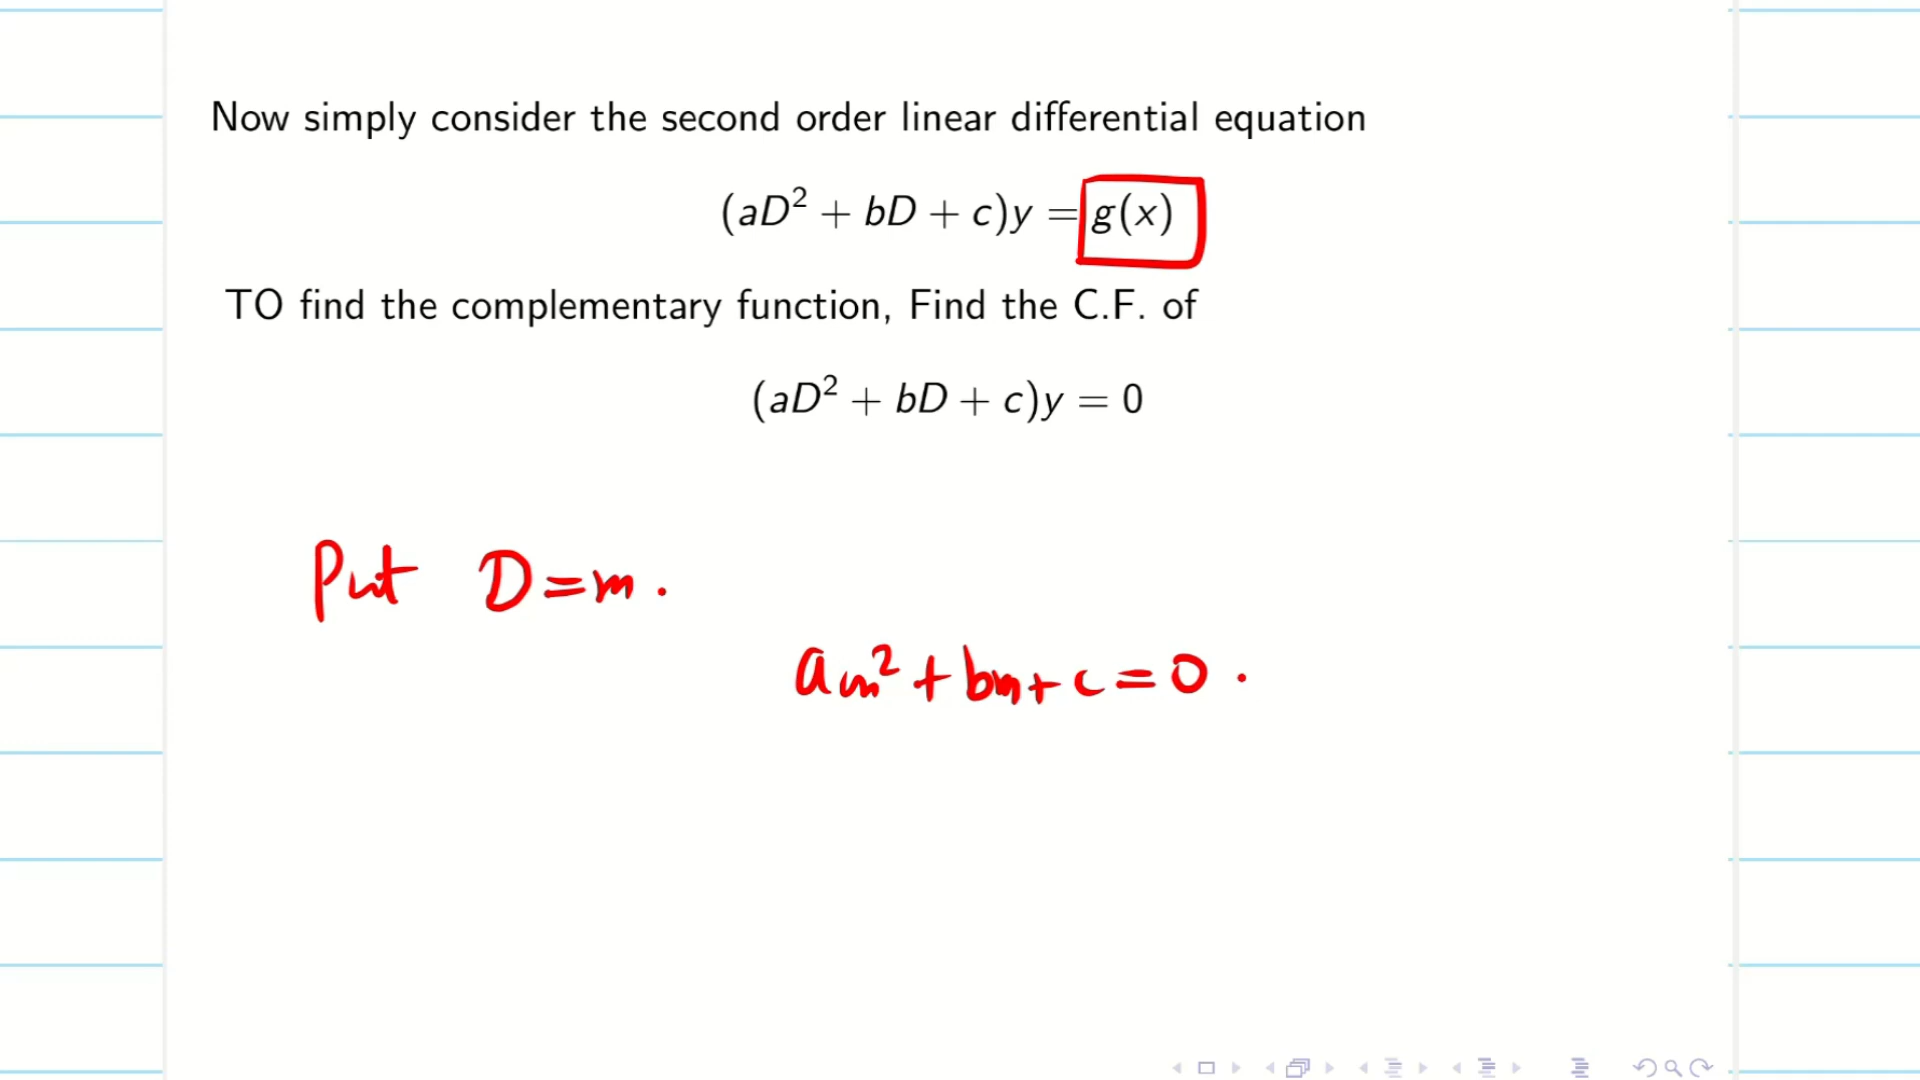 Now simply consider the second order linear differential equation
(aD² + bD + c)y = g(x)
TO find the complementary function, Find the C.F. of
(aD² + bD + c)y = 0
Put D=m.
am²+bm+c=0.